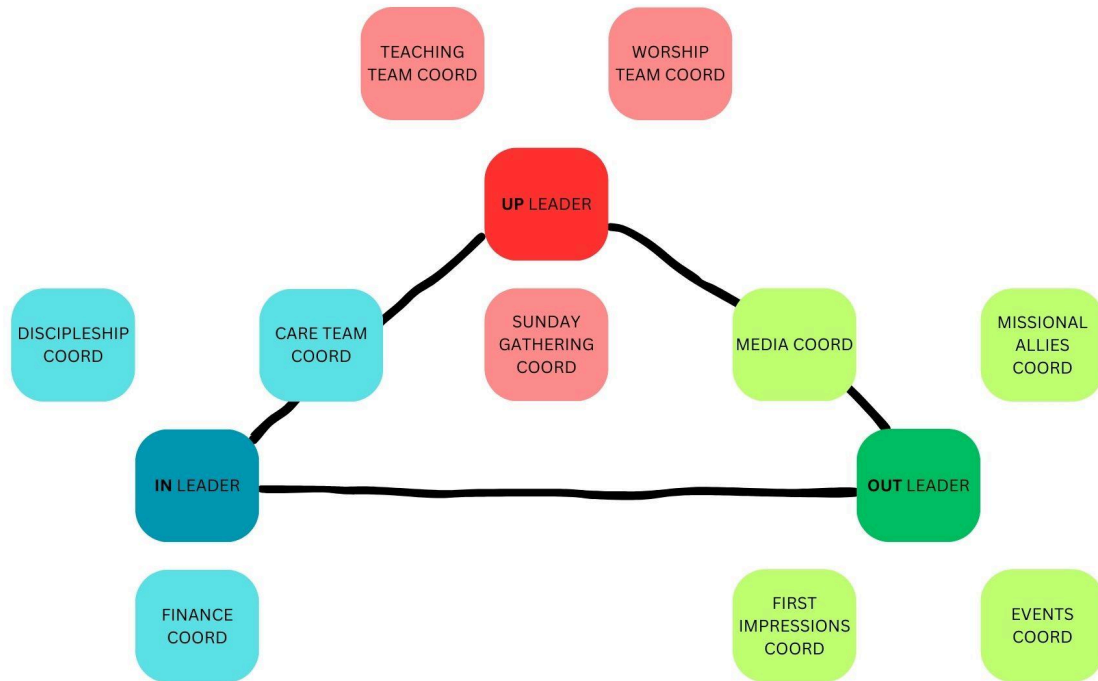 TEACHING
TEAM COORD
WORSHIP
TEAM COORD
UP LEADER
DISCIPLESHIP
COORD
CARE TEAM
COORD
SUNDAY
GATHERING
COORD
MEDIA COORD
MISSIONAL
ALLIES
COORD
IN LEADER
OUT LEADER
FINANCE
COORD
FIRST
IMPRESSIONS
COORD
EVENTS
COORD